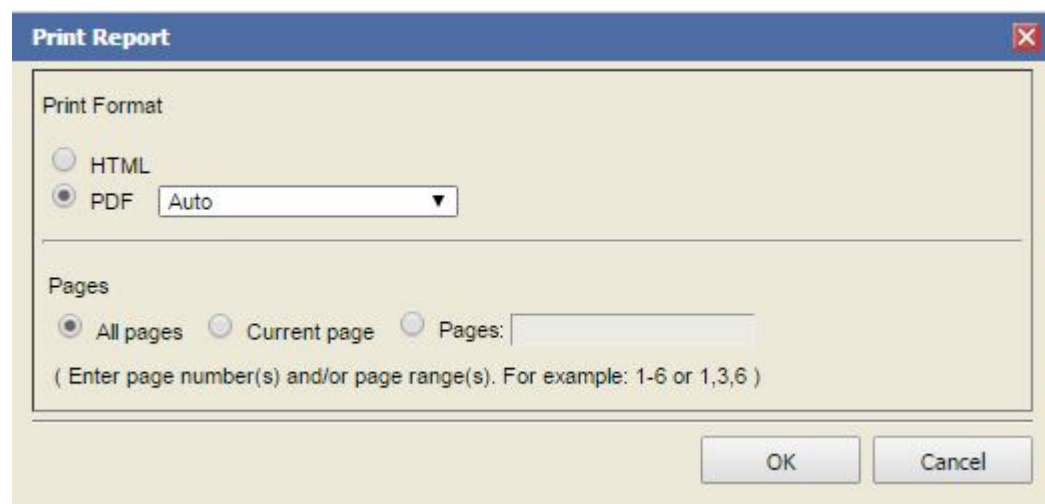 Print Report
Print Format
HTML
PDF Auto
Pages
All pages Current page Pages:
( Enter page number(s) and/or page range(s). For example: 1-6 or 1,3,6 )
OK Cancel